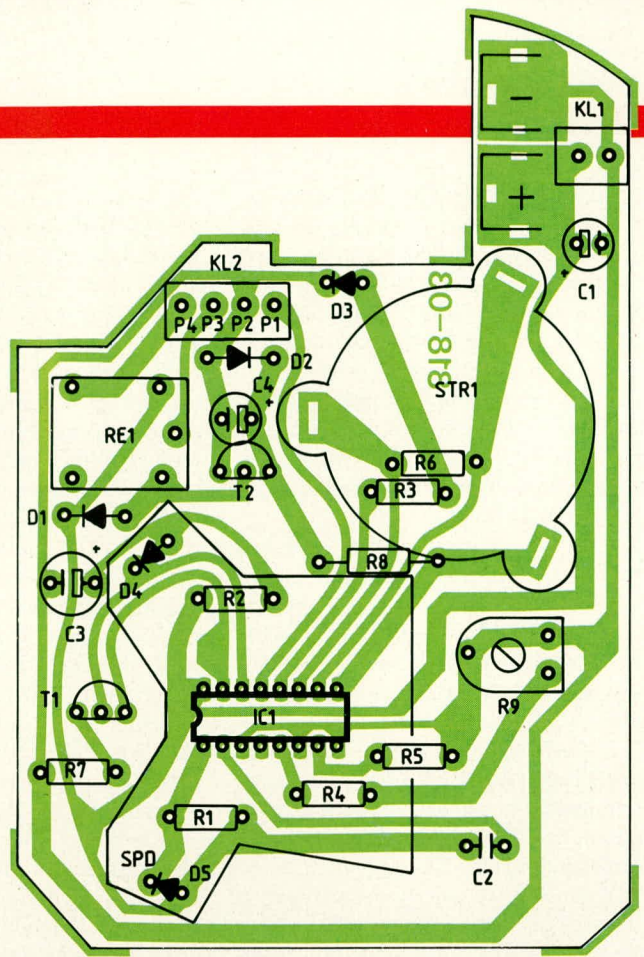 −
KL1
+
C1
KL2
P4 P3 P2 P1
D3
818-03
D2
C4
+
STR1
RE1
R6
T2
R3
D1
+
R8
D4
R2
C3
T1
IC1
R9
R5
R7
R4
R1
SPD
D5
C2